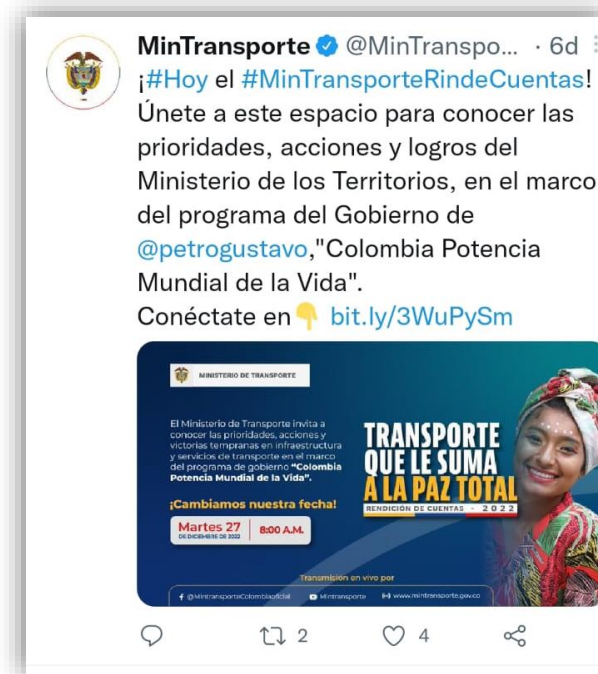 MinTransporte @MinTranspo... · 6d
¡#Hoy el #MinTransporteRindeCuentas!
Únete a este espacio para conocer las
prioridades, acciones y logros del
Ministerio de los Territorios, en el marco
del programa del Gobierno de
@petrogustavo,"Colombia Potencia
Mundial de la Vida".
Conéctate en👇 bit.ly/3WuPySm
MINISTERIO DE TRANSPORTE
El Ministerio de Transporte invita a
conocer las prioridades, acciones y
victorias tempranas en infraestructura
y servicios de transporte en el marco
del programa de gobierno “Colombia
Potencia Mundial de la Vida”.
¡Cambiamos nuestra fecha!
Martes 27
DE DICIEMBRE DE 2022
8:00 A.M.
TRANSPORTE
QUE LE SUMA
A LA PAZ TOTAL
RENDICIÓN DE CUENTAS - 2022
Transmisión en vivo por
@MintransporteColombiaoficial Mintransporte www.mintransporte.gov.co
2 4